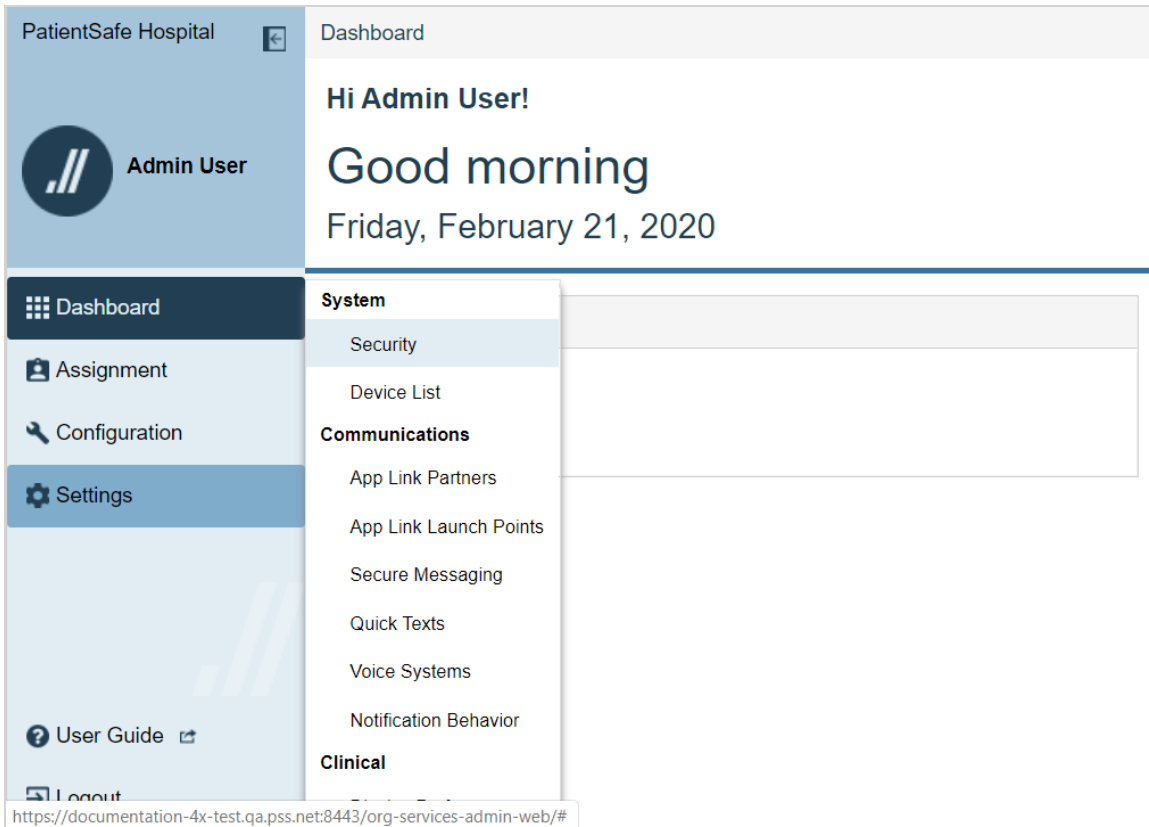 PatientSafe Hospital
Admin User
Dashboard
Assignment
Configuration
Settings
User Guide
Logout
Dashboard
Hi Admin User!
Good morning
Friday, February 21, 2020
System
Security
Device List
Communications
App Link Partners
App Link Launch Points
Secure Messaging
Quick Texts
Voice Systems
Notification Behavior
Clinical
https://documentation-4x-test.qa.pss.net:8443/org-services-admin-web/#